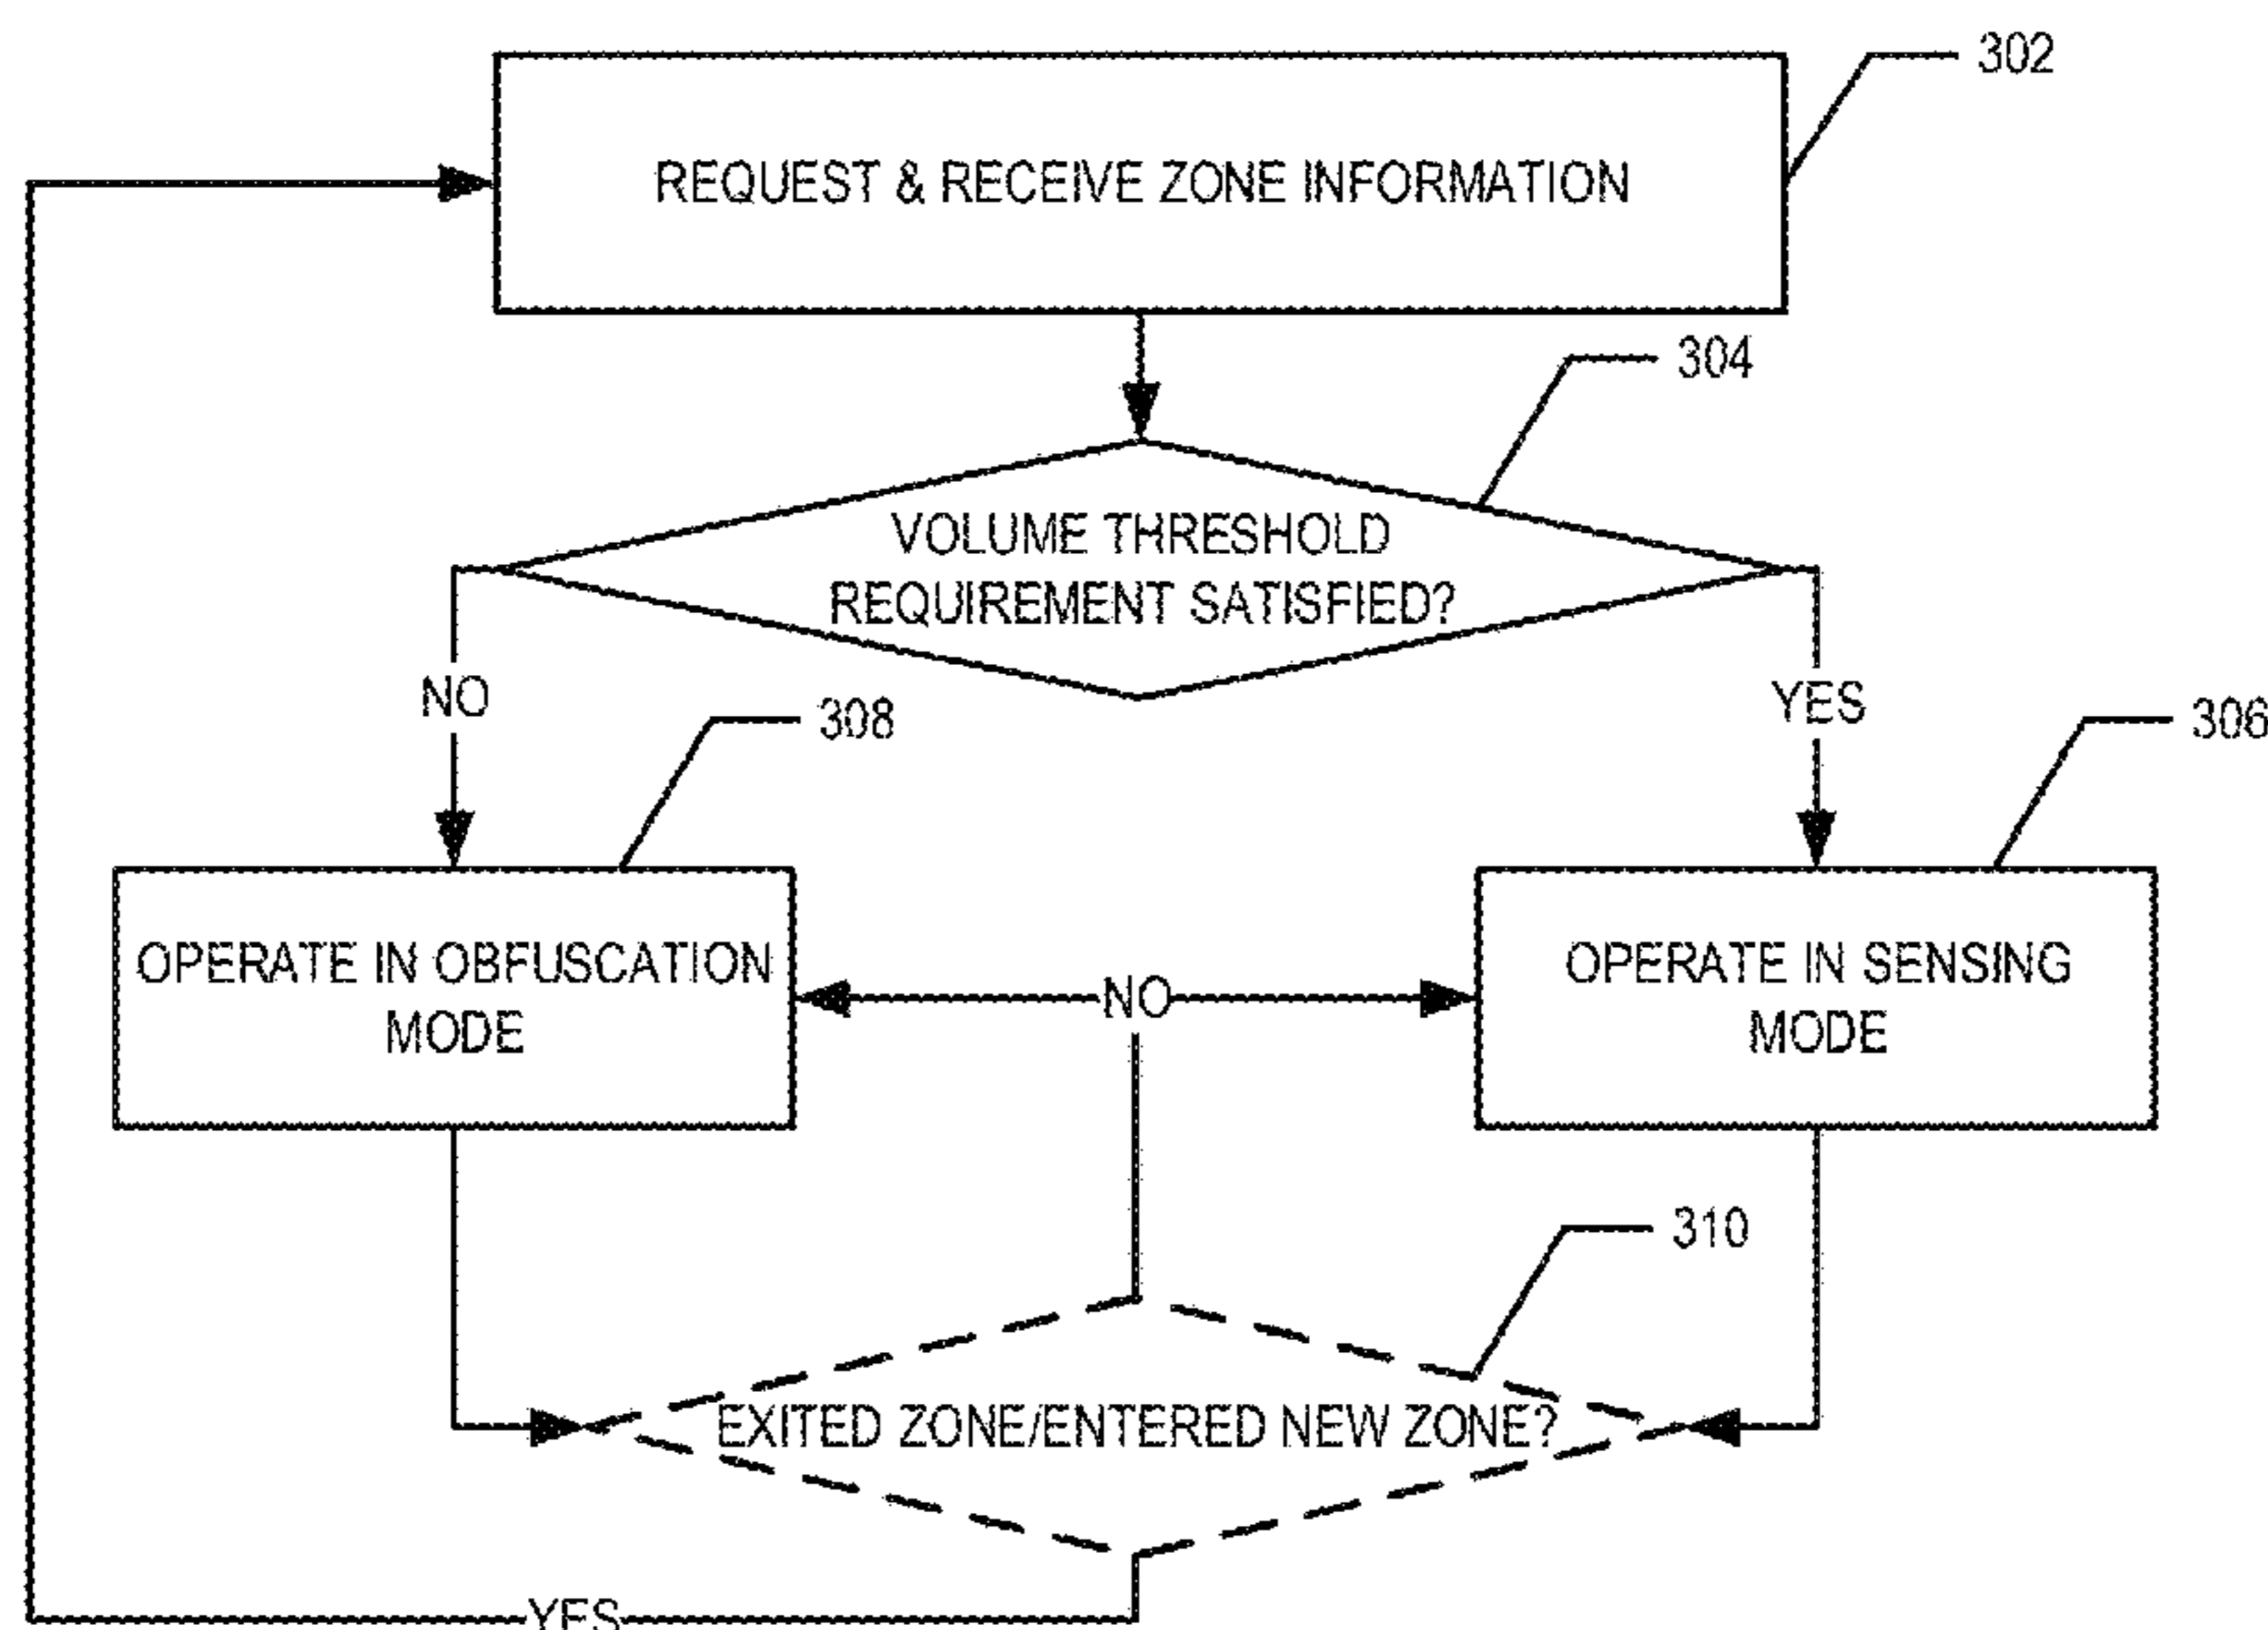 302
REQUEST & RECEIVE ZONE INFORMATION
304
VOLUME THRESHOLD
REQUIREMENT SATISFIED?
NO
YES
308
306
OPERATE IN OBFUSCATION
MODE
NO
OPERATE IN SENSING
MODE
310
EXITED ZONE/ENTERED NEW ZONE?
YES